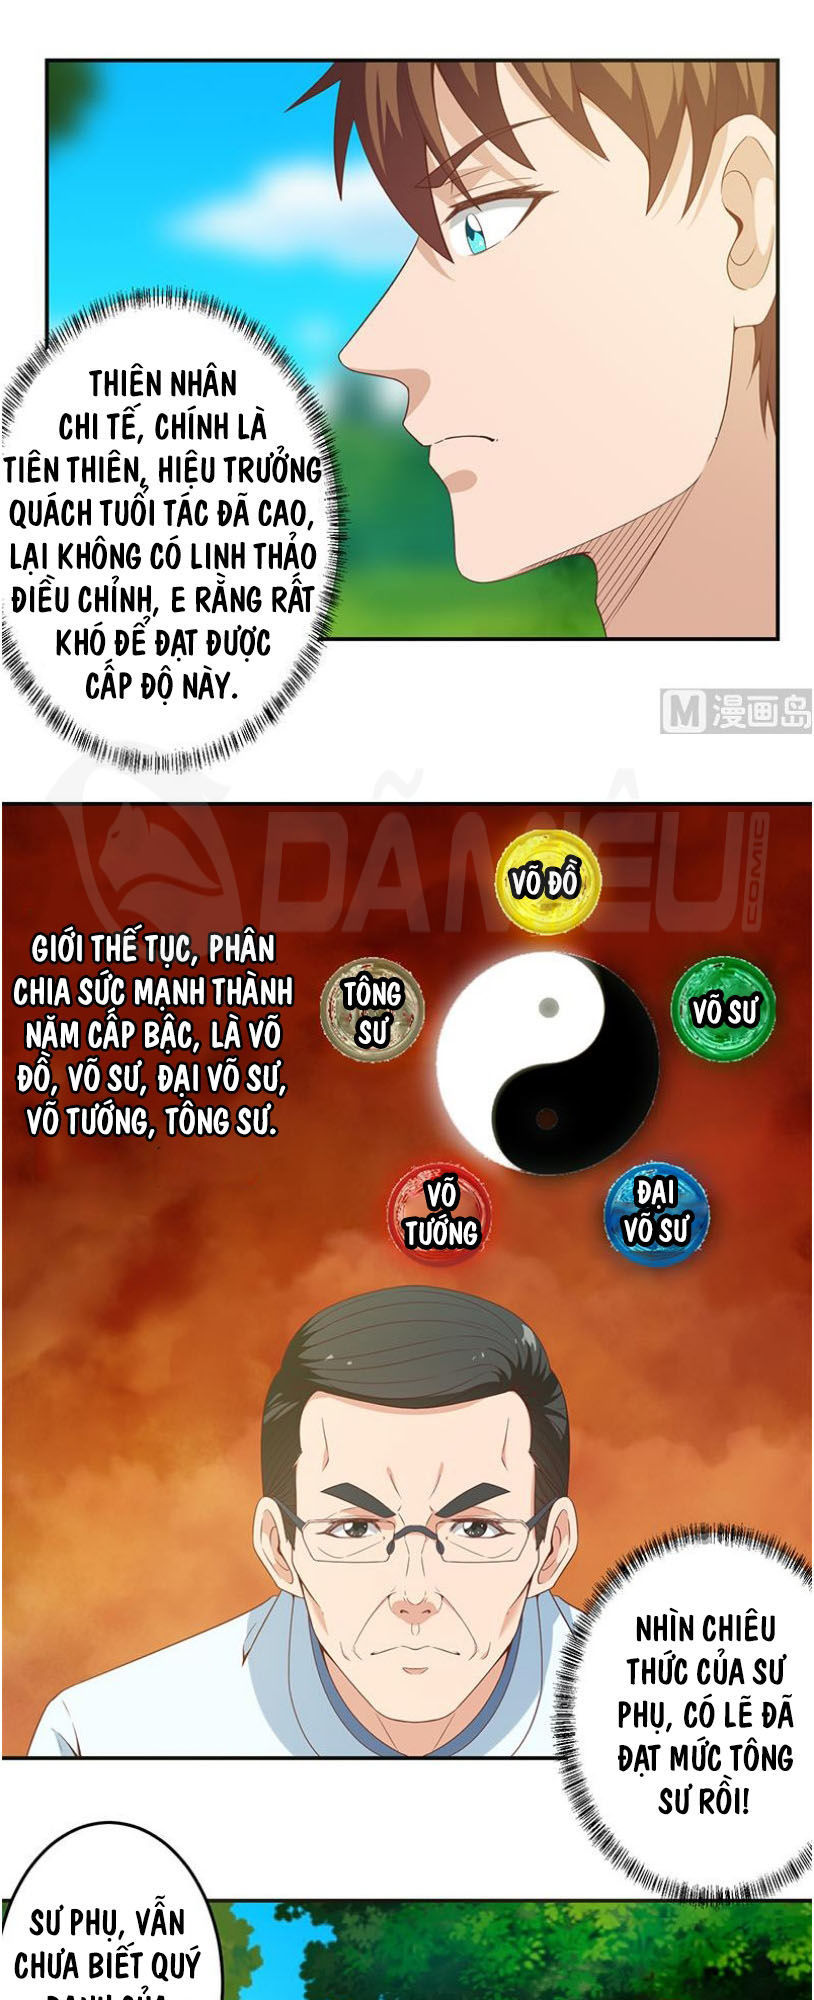 THIÊN NHÂN
CHI TẾ, CHÍNH LÀ
TIÊN THIÊN, HIỆU TRƯỞNG
QUÁCH TUỔI TÁC ĐÃ CAO,
LẠI KHÔNG CÓ LINH THẢO
ĐIỀU CHỈNH, E RẰNG RẤT
KHÓ ĐỂ ĐẠT ĐƯỢC
CẤP ĐỘ NÀY.
M 漫画岛
DÃ MIÊU
COMIC
VÕ ĐỒ
GIỚI THẾ TỤC, PHÂN
CHIA SỨC MẠNH THÀNH
NĂM CẤP BẬC, LÀ VÕ
ĐỒ, VÕ SƯ, ĐẠI VÕ SƯ,
VÕ TƯỚNG, TÔNG SƯ.
TÔNG
SƯ
VÕ SƯ
VÕ
TƯỚNG
ĐẠI
VÕ SƯ
NHÌN CHIÊU
THỨC CỦA SƯ
PHỤ, CÓ LẼ ĐÃ
ĐẠT MỨC TÔNG
SƯ RỒI!
SƯ PHỤ, VẪN
CHƯA BIẾT QUÝ
DANH CỦA